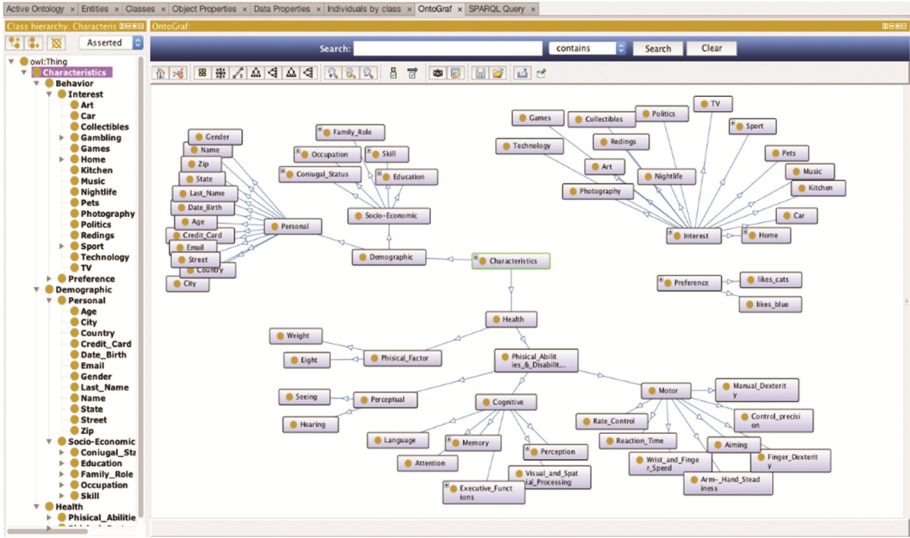 Active Ontology × Entities × Classes × Object Properties × Data Properties × Individuals by class × OntoGraf × SPARQL Query ×
Class hierarchy: Characteris
OntoGraf:
Asserted
Search:
contains
Search
Clear
owl:Thing
Characteristics
Behavior
Interest
Art
Car
Collectibles
Gambling
Games
Home
Kitchen
Music
Nightlife
Pets
Photography
Politics
Redings
Sport
Technology
TV
Preference
Demographic
Personal
Age
City
Country
Credit_Card
Date_Birth
Email
Gender
Last_Name
Name
State
Street
Zip
Socio-Economic
Coniugal_Sta
Education
Family_Role
Occupation
Skill
Health
Phisical_Abilitie
Gender
Name
Zip
State
Last_Name
Date_Birth
Age
Credit_Card
Email
Street
Country
City
Personal
Family_Role
Occupation
Skill
Coniugal_Status
Education
Socio-Economic
Demographic
Characteristics
Games
Collectibles
Politics
TV
Sport
Technology
Redings
Art
Nightlife
Photography
Pets
Music
Kitchen
Car
Interest
Home
Preference
likes_cats
likes_blue
Health
Weight
Eight
Phisical_Factor
Phisical_Abilit
ies_&_Disabilit...
Seeing
Perceptual
Hearing
Cognitive
Language
Memory
Attention
Perception
Visual_and_Spat
ial_Processing
Executive_Funct
ions
Motor
Manual_Dexterit
y
Rate_Control
Control_precisi
on
Reaction_Time
Aiming
Wrist_and_Finge
r_Speed
Finger_Dexterit
y
Arm-_Hand_Stead
iness